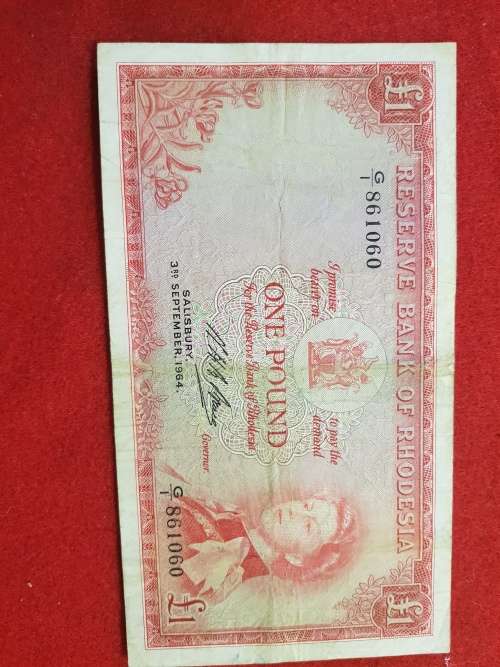 £1
RESERVE BANK OF RHODESIA
£1
G/1 861060
I promise to pay the
bearer on demand
ONE POUND
For the Reserve Bank of Rhodesia
Governor.
SALISBURY.
3RD SEPTEMBER, 1964.
G/1 861060
£1